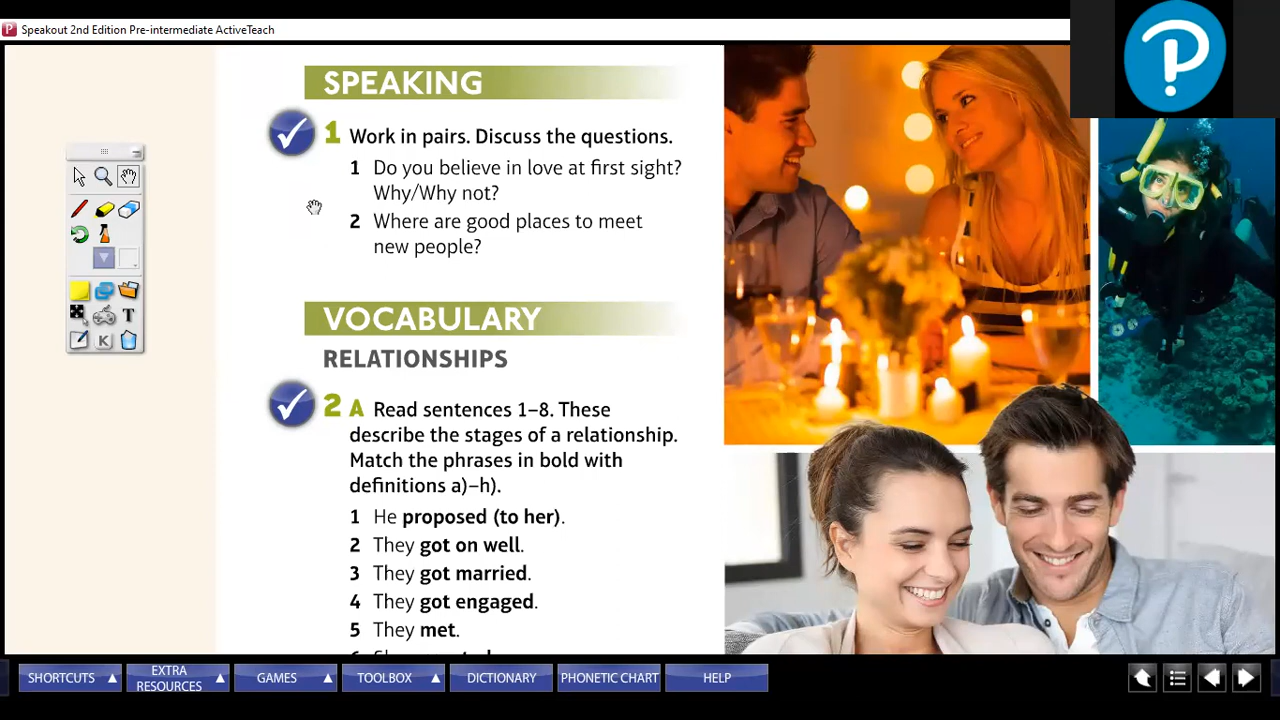 Speakout 2nd Edition Pre-intermediate ActiveTeach
SPEAKING
1 Work in pairs. Discuss the questions.
1 Do you believe in love at first sight?
Why/Why not?
2 Where are good places to meet
new people?
VOCABULARY
RELATIONSHIPS
2 A Read sentences 1–8. These
describe the stages of a relationship.
Match the phrases in bold with
definitions a)–h).
1 He proposed (to her).
2 They got on well.
3 They got married.
4 They got engaged.
5 They met.
T
K
SHORTCUTS
EXTRA
RESOURCES
GAMES
TOOLBOX
DICTIONARY
PHONETIC CHART
HELP